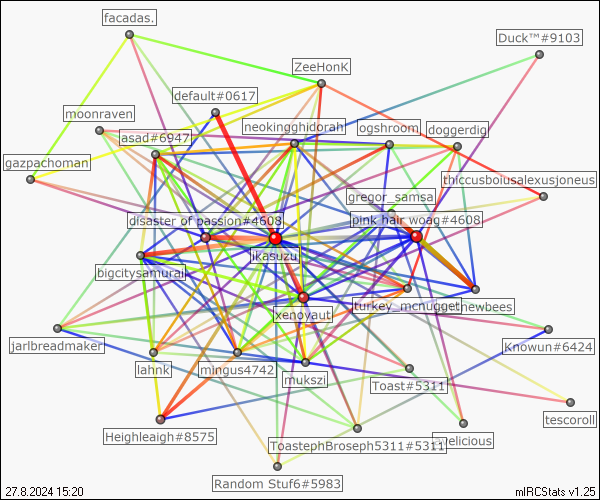 facadas.
Duck™#9103
ZeeHonK
default#0617
moonraven
neokingghidorah
ogshroom
doggerdig
asad#6947
gazpachoman
thiccusboiusalexusjoneus
gregor_samsa
disaster of passion#4608
pink hair woag#4608
ikasuzu
bigcitysamurai
turkey_mcnugget
newbees
xenoyaut
jarlbreadmaker
Knowun#6424
lahnk
mingus4742
mukszi
Toast#5311
tescoroll
Heighleaigh#8575
ToastephBroseph5311#5311
velicious
Random Stuf6#5983
27.8.2024 15:20
mIRCStats v1.25